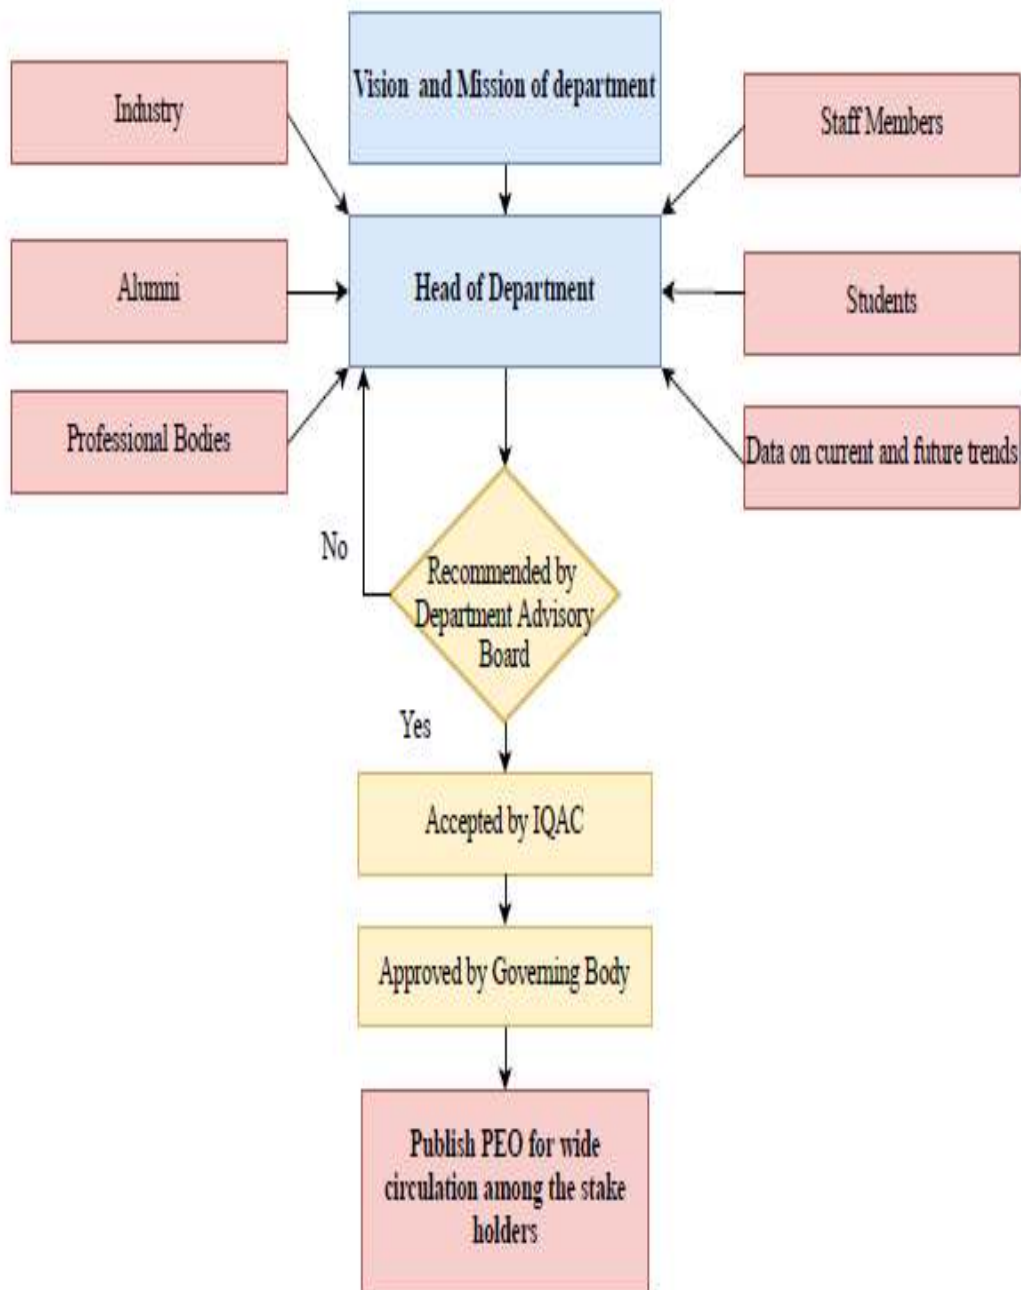 Vision and Mission of department
Industry
Staff Members
Head of Department
Alumni
Students
Professional Bodies
Data on current and future trends
No
Recommended by
Department Advisory
Board
Yes
Accepted by IQAC
Approved by Governing Body
Publish PEO for wide
circulation among the stake
holders